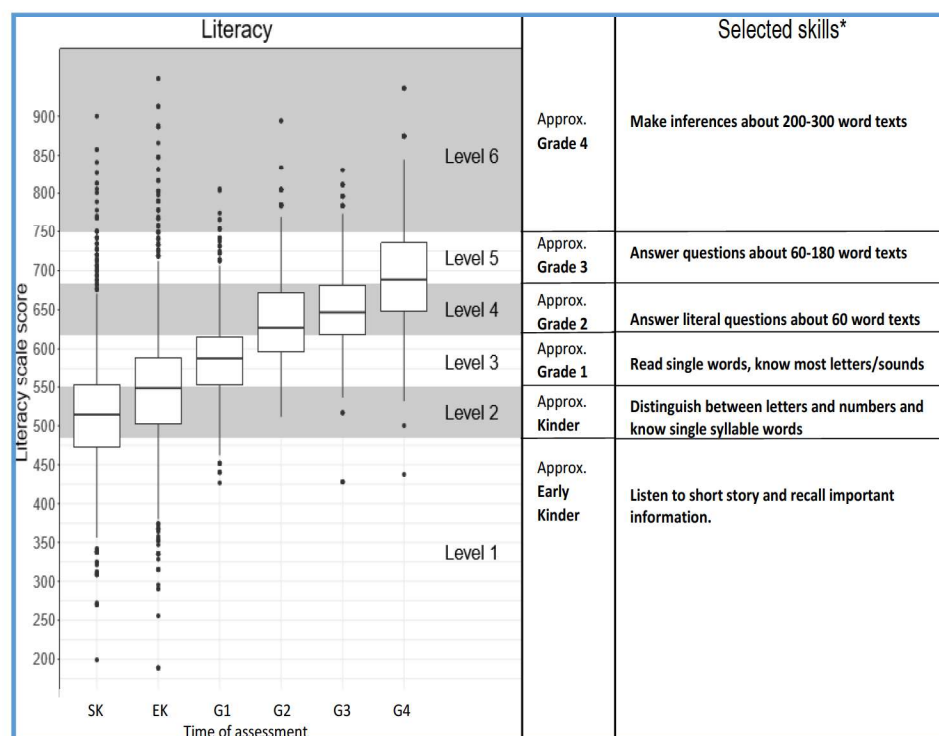 Literacy
Selected skills*
Literacy scale score
900
850
800
750
700
650
600
550
500
450
400
350
300
250
200
Level 6
Level 5
Level 4
Level 3
Level 2
Level 1
SK EK G1 G2 G3 G4
Time of assessment
Approx.
Grade 4
Make inferences about 200-300 word texts
Approx.
Grade 3
Answer questions about 60-180 word texts
Approx.
Grade 2
Answer literal questions about 60 word texts
Approx.
Grade 1
Read single words, know most letters/sounds
Approx.
Kinder
Distinguish between letters and numbers and
know single syllable words
Approx.
Early
Kinder
Listen to short story and recall important
information.